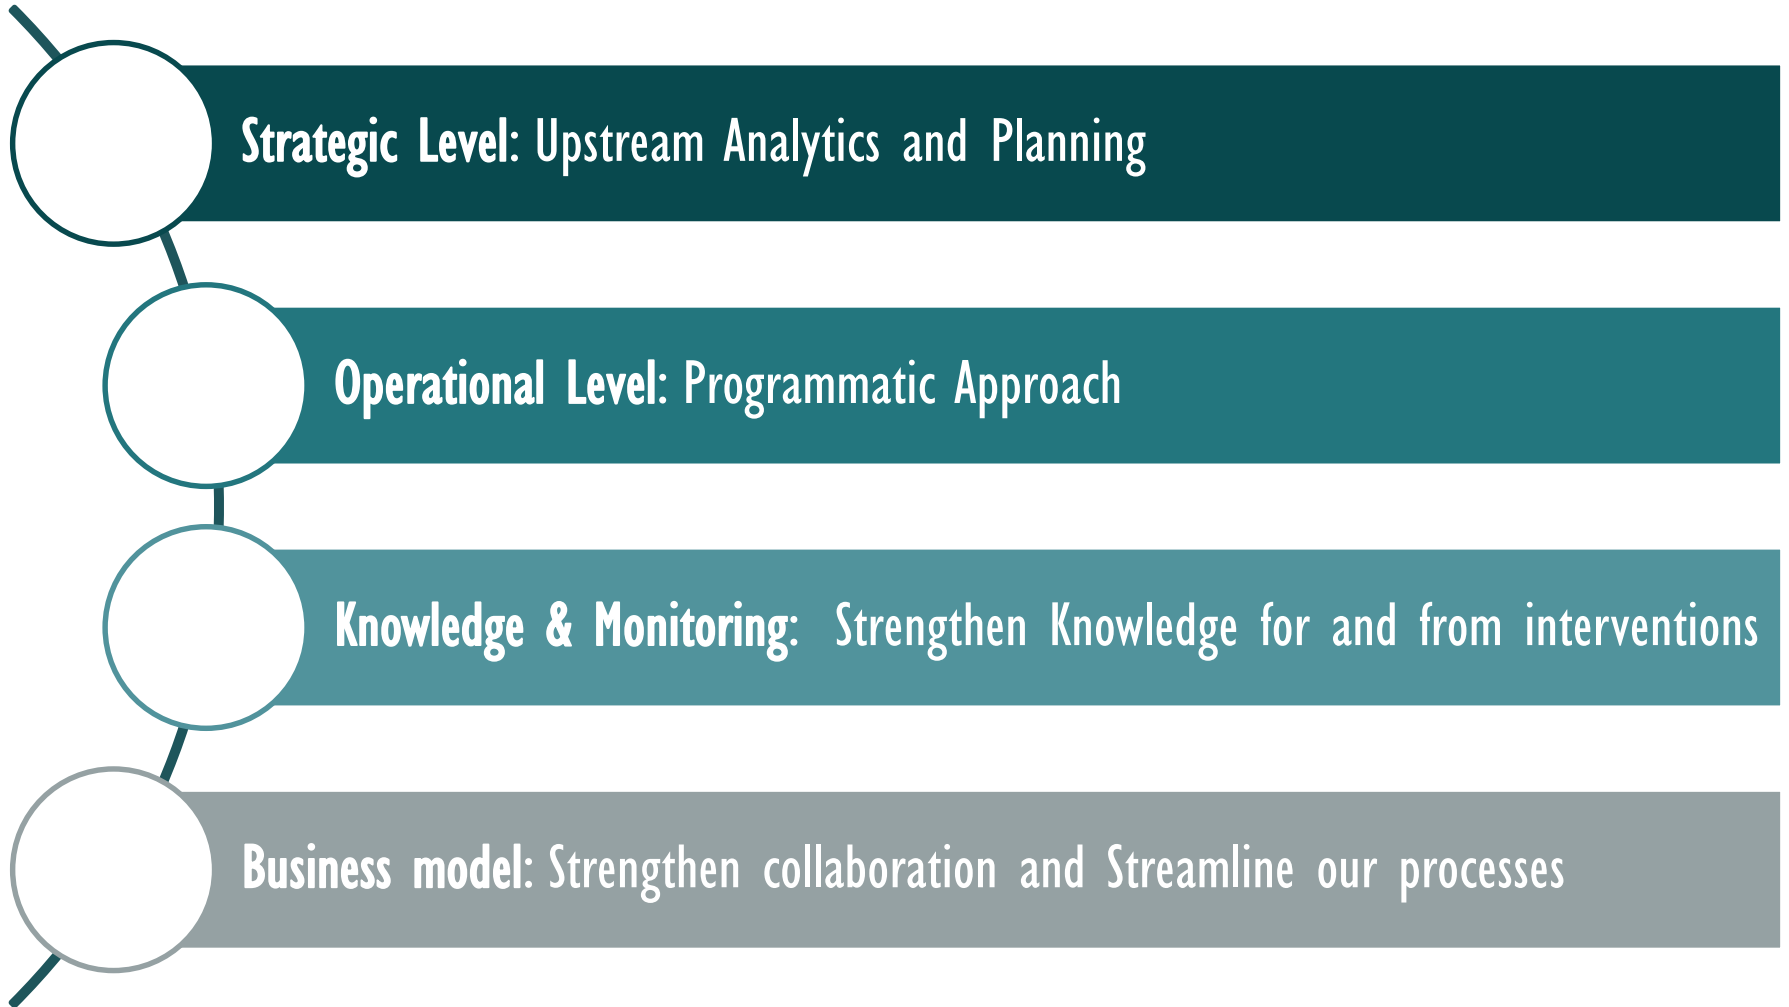 Strategic Level: Upstream Analytics and Planning
Operational Level: Programmatic Approach
Knowledge & Monitoring: Strengthen Knowledge for and from interventions
Business model: Strengthen collaboration and Streamline our processes